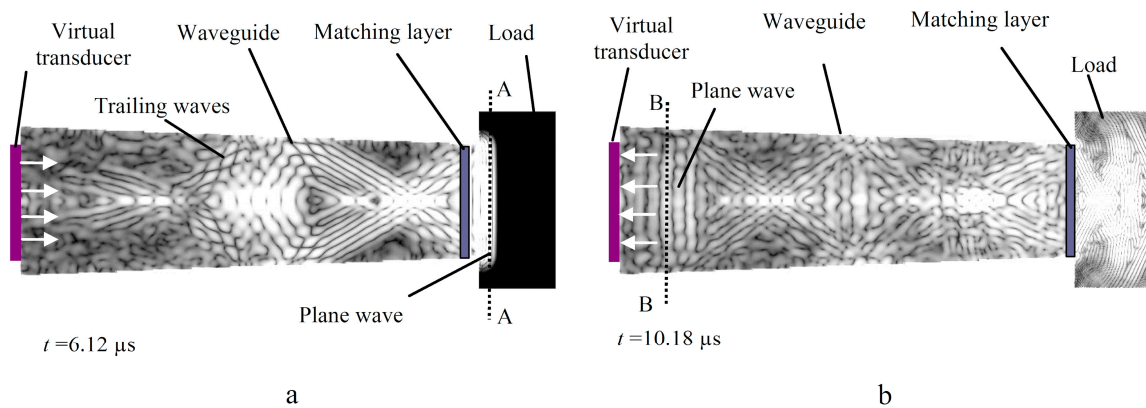 Virtual
transducer
Waveguide
Matching layer
Load
A
Trailing waves
Plane wave
A
t =6.12 µs
a
Virtual
transducer
Waveguide
Matching layer
Load
B
Plane wave
B
t =10.18 µs
b